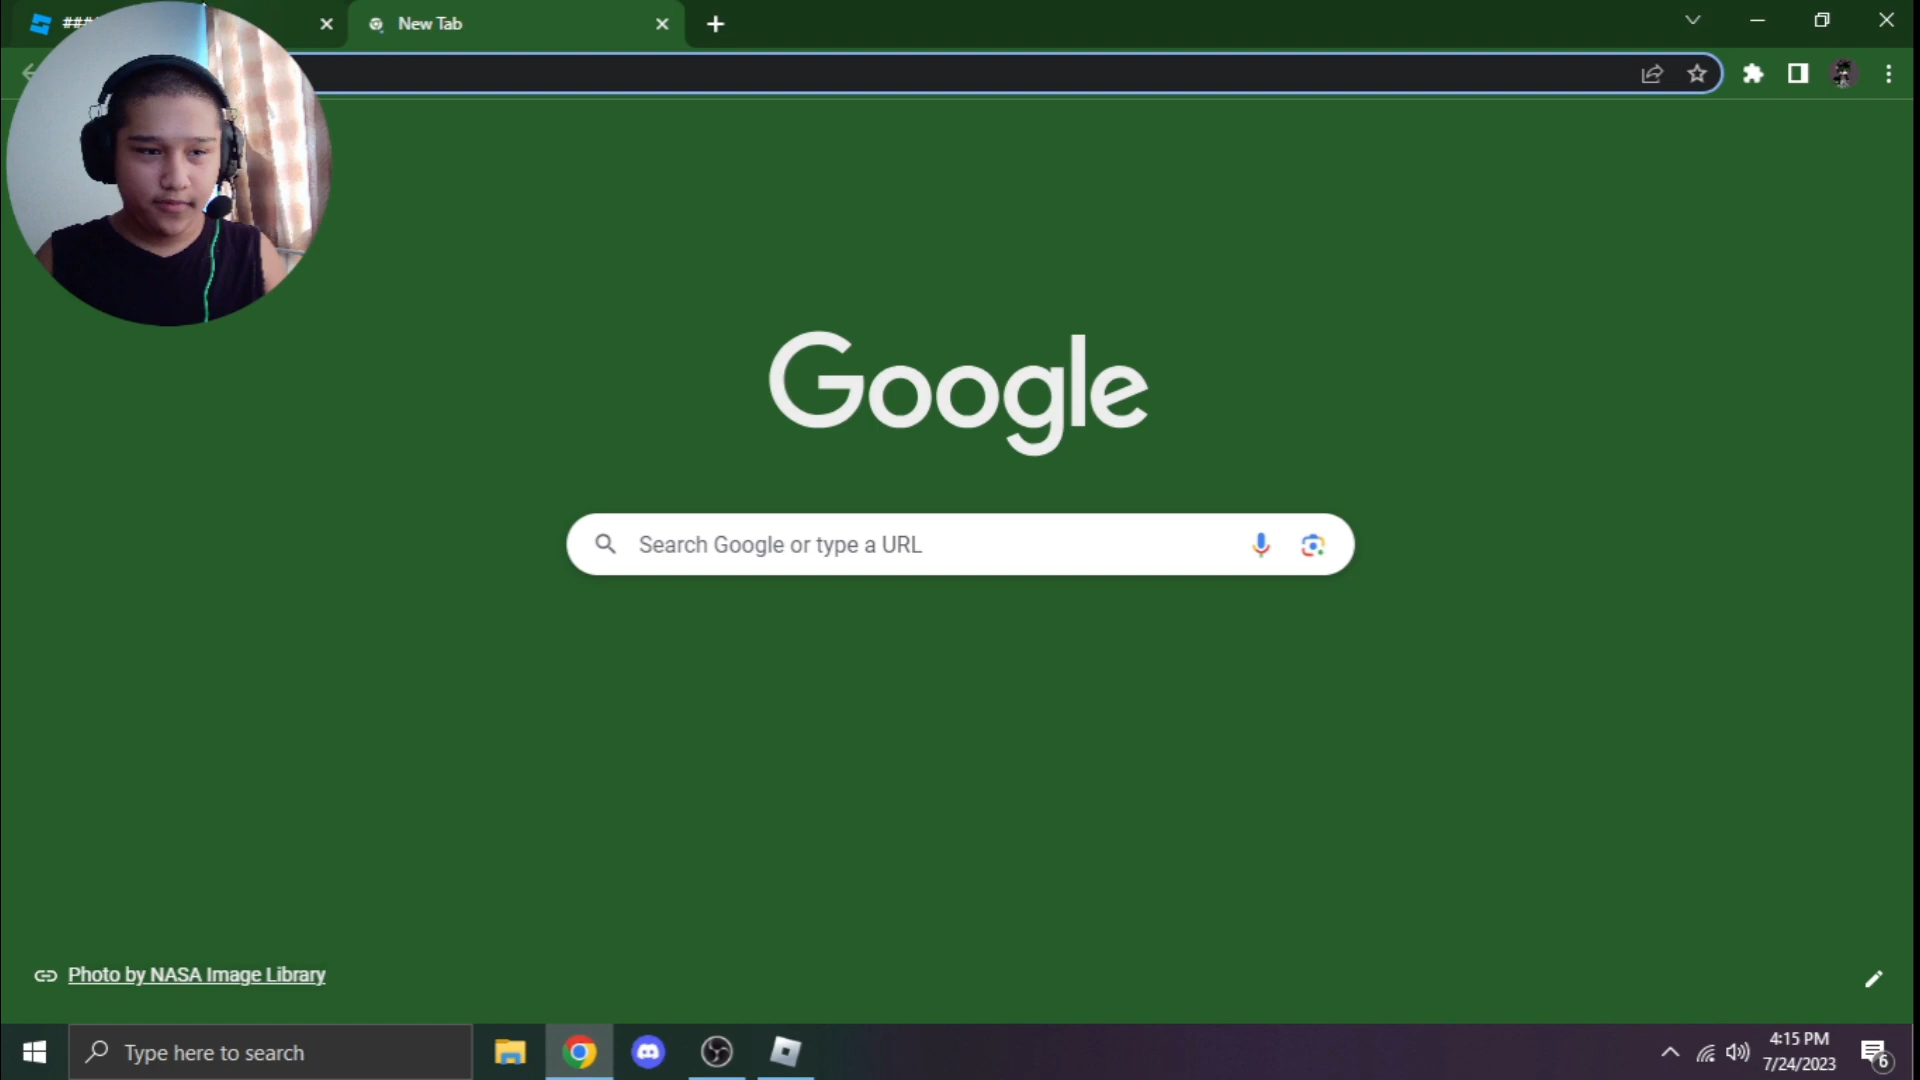 ####
New Tab
Google
Search Google or type a URL
Photo by NASA Image Library
Type here to search
4:15 PM
7/24/2023
6